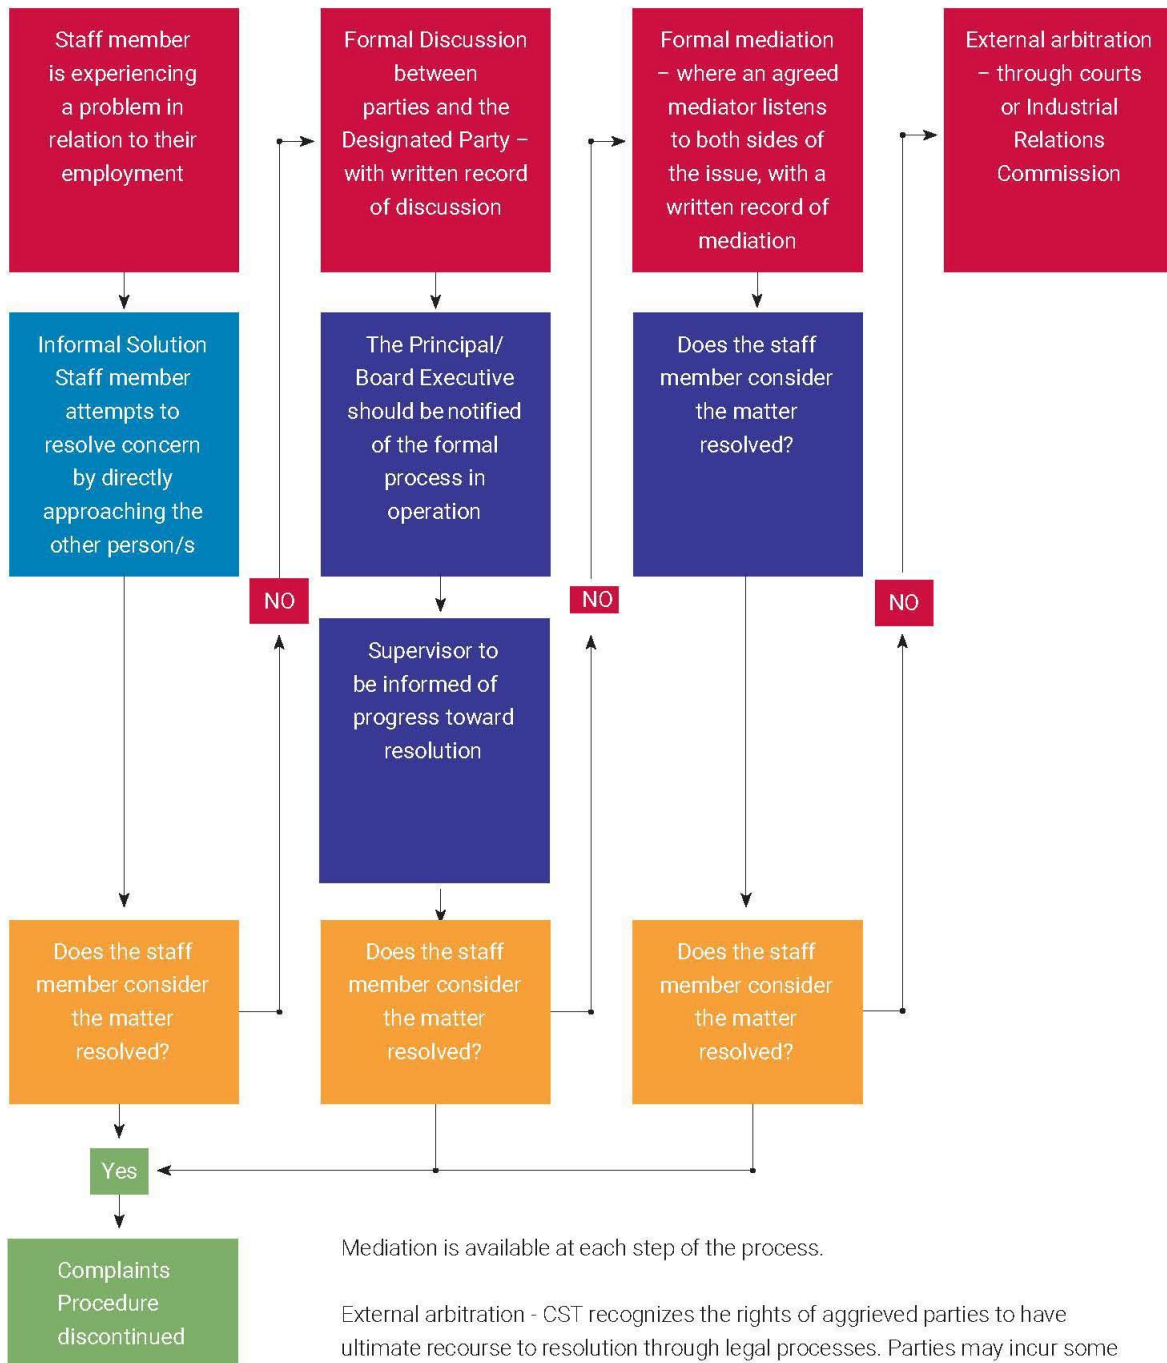 Staff member
is experiencing
a problem in
relation to their
employment
Formal Discussion
between
parties and the
Designated Party –
with written record
of discussion
Formal mediation
– where an agreed
mediator listens
to both sides of
the issue, with a
written record of
mediation
External arbitration
– through courts
or Industrial
Relations
Commission
Informal Solution
Staff member
attempts to
resolve concern
by directly
approaching the
other person/s
The Principal/
Board Executive
should be notified
of the formal
process in
operation
Does the staff
member consider
the matter
resolved?
NO
NO
NO
Supervisor to
be informed of
progress toward
resolution
Does the staff
member consider
the matter
resolved?
Does the staff
member consider
the matter
resolved?
Does the staff
member consider
the matter
resolved?
Yes
Complaints
Procedure
discontinued
Mediation is available at each step of the process.
External arbitration - CST recognizes the rights of aggrieved parties to have
ultimate recourse to resolution through legal processes. Parties may incur some